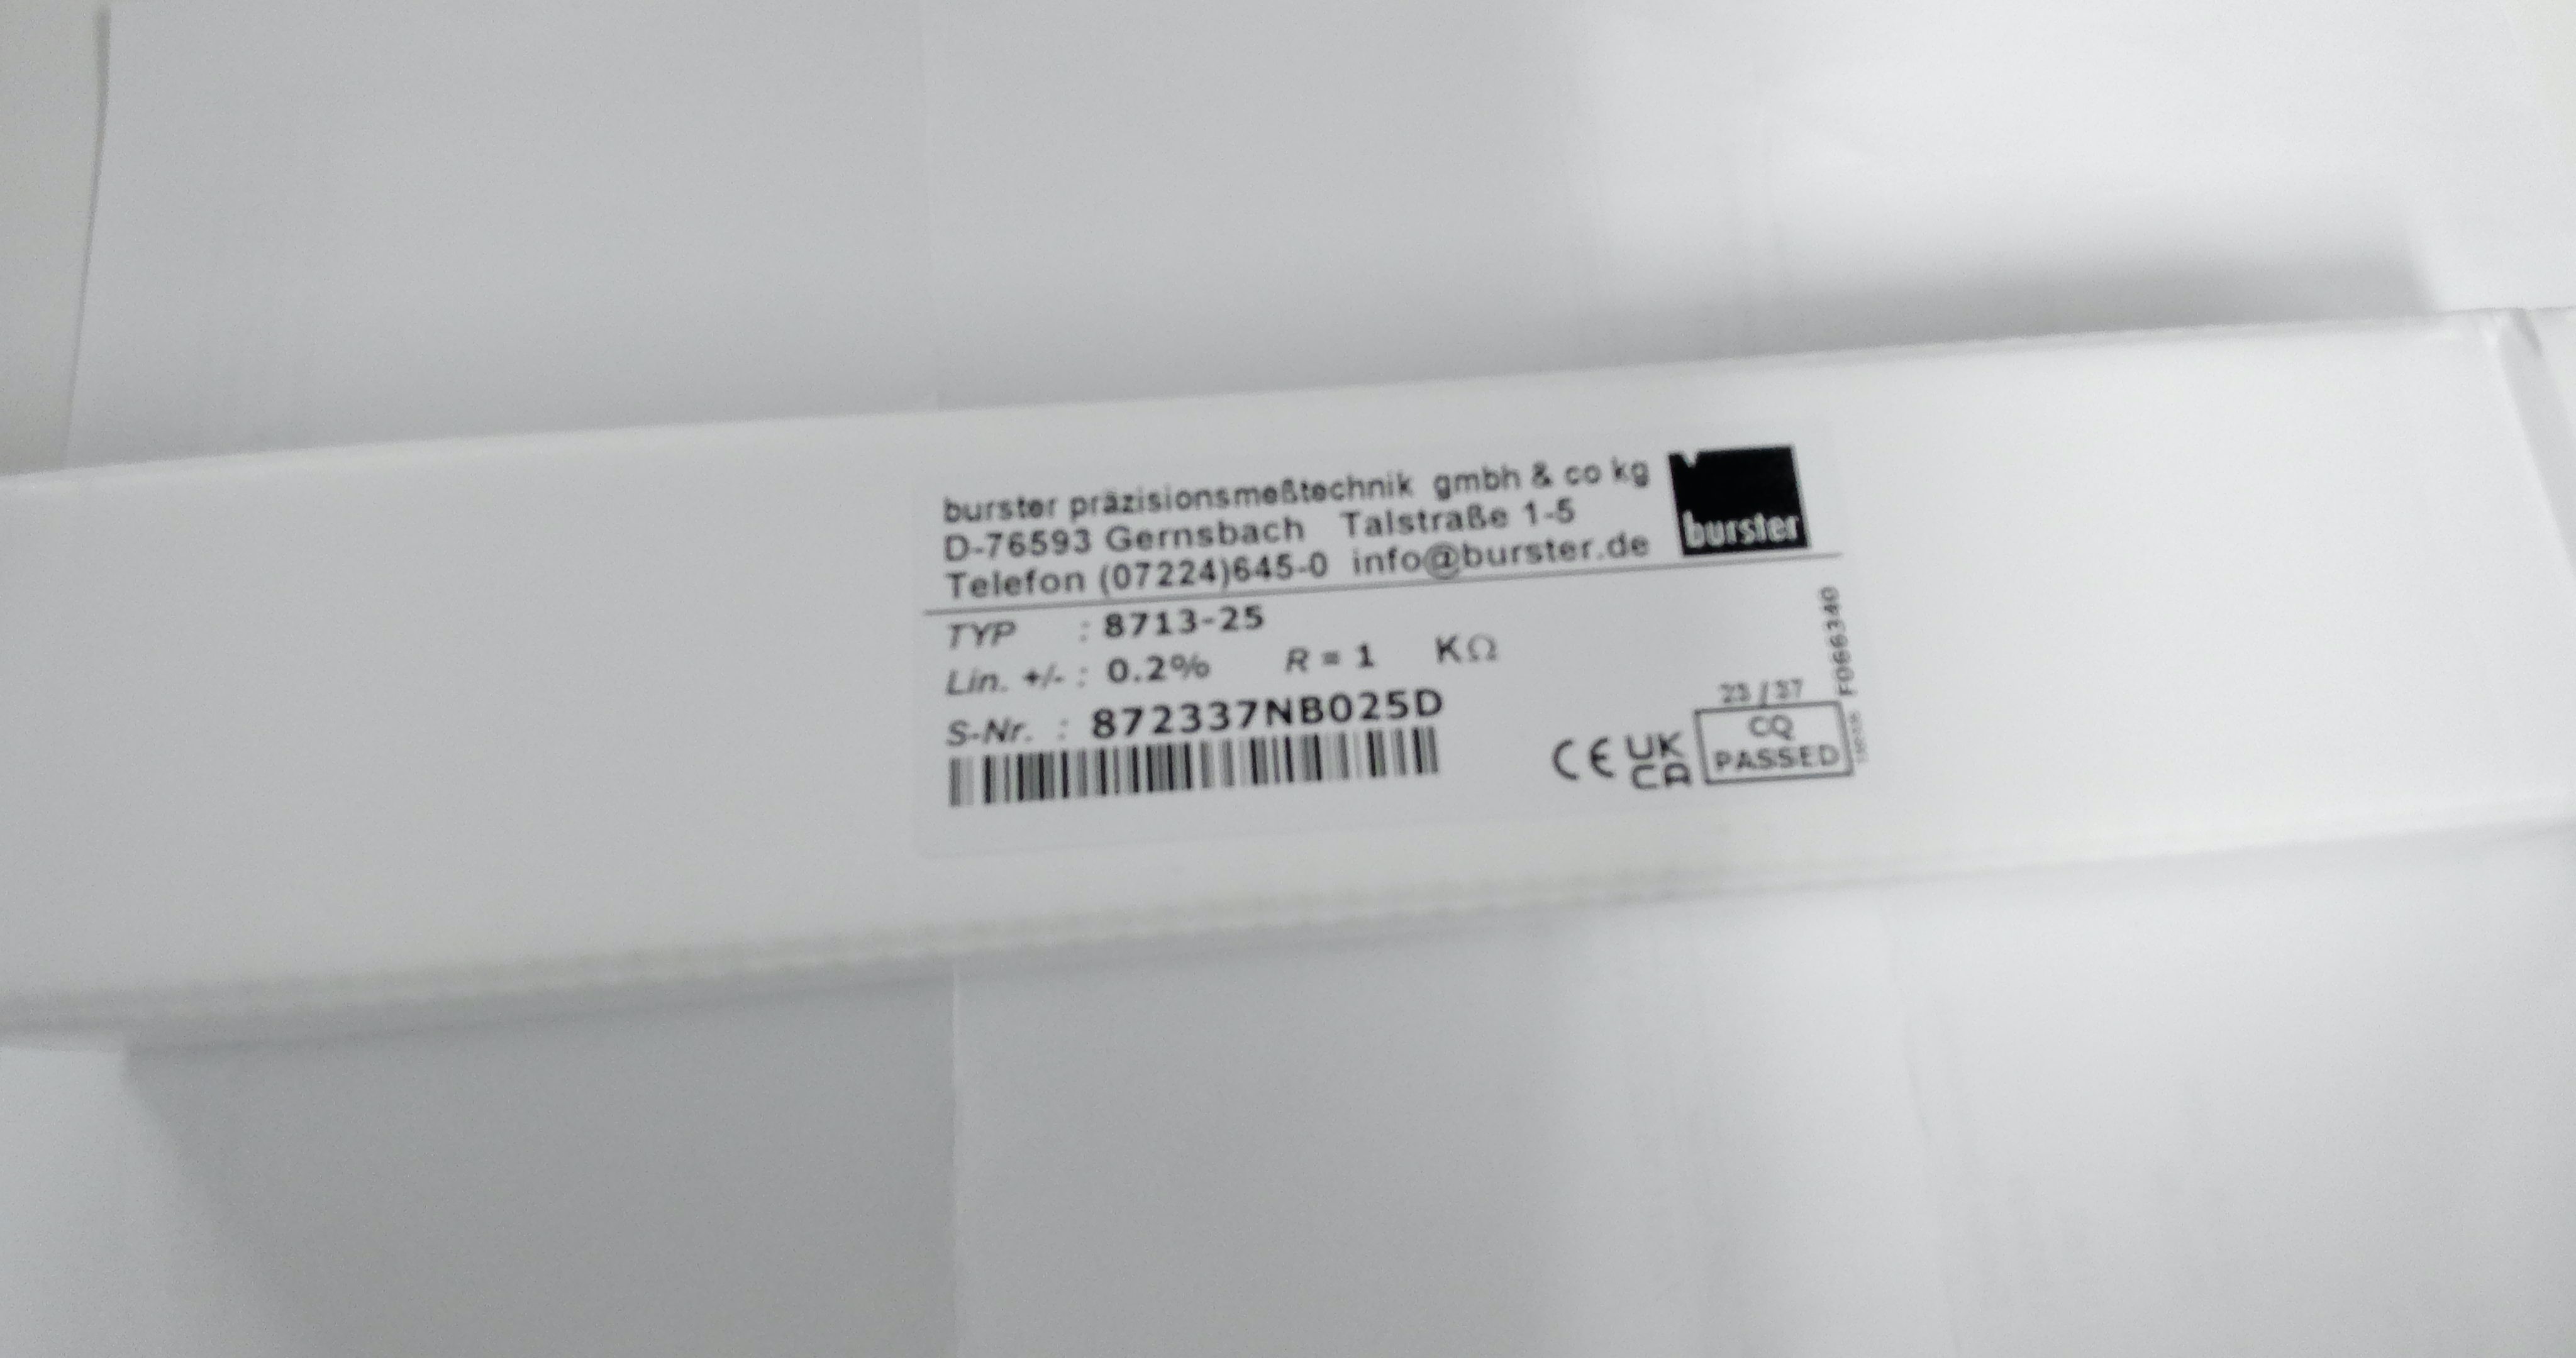 burster präzisionsmeßtechnik gmbh & co kg
D-76593 Gernsbach Talstraße 1-5
Telefon (07224)645-0 info@burster.de
burster
TYP : 8713-25
Lin. +/- : 0.2% R = 1 KΩ
S-Nr. : 872337NB025D
CE UK CA
23/37
CQ
PASSED
F066340